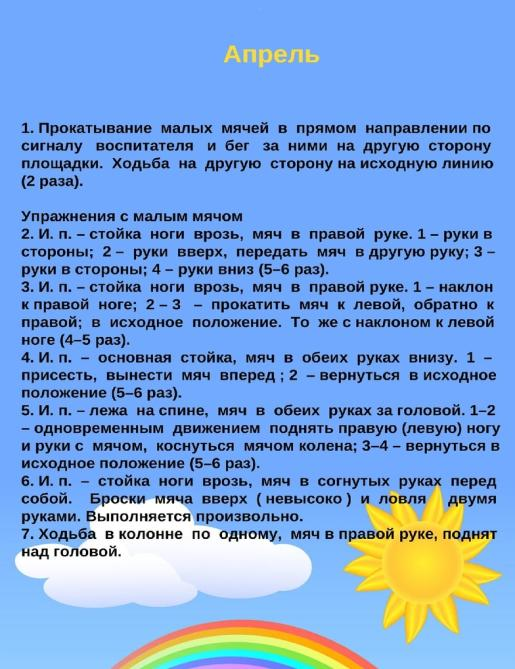 Апрель
1. Прокатывание малых мячей в прямом направлении по
сигналу воспитателя и бег за ними на другую сторону
площадки. Ходьба на другую сторону на исходную линию
(2 раза).
Упражнения с малым мячом
2. И. п. – стойка ноги врозь, мяч в правой руке. 1 – руки в
стороны; 2 – руки вверх, передать мяч в другую руку; 3 –
руки в стороны; 4 – руки вниз (5–6 раз).
3. И. п. – стойка ноги врозь, мяч в правой руке. 1 – наклон
к правой ноге; 2 – 3 – прокатить мяч к левой, обратно к
правой; в исходное положение. То же с наклоном к левой
ноге (4–5 раз).
4. И. п. – основная стойка, мяч в обеих руках внизу. 1 –
присесть, вынести мяч вперед ; 2 – вернуться в исходное
положение (5–6 раз).
5. И. п. – лежа на спине, мяч в обеих руках за головой. 1–2
– одновременным движением поднять правую (левую) ногу
и руки с мячом, коснуться мячом колена; 3–4 – вернуться в
исходное положение (5–6 раз).
6. И. п. – стойка ноги врозь, мяч в согнутых руках перед
собой. Броски мяча вверх ( невысоко ) и ловля двумя
руками. Выполняется произвольно.
7. Ходьба в колонне по одному, мяч в правой руке, поднят
над головой.